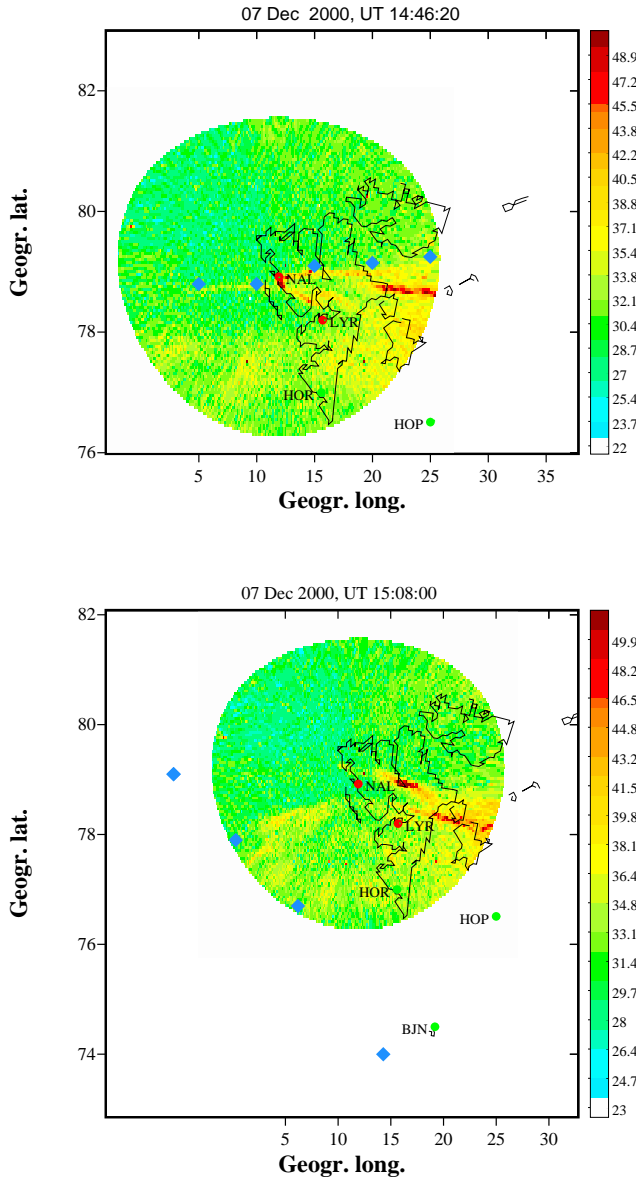 07 Dec  2000, UT 14:46:20
82
80
78
76
Geogr. lat.
5 10 15 20 25 30 35
Geogr. long.
NAL
LYR
HOR
HOP
48.9
47.2
45.5
43.9
42.2
40.5
38.8
37.1
35.4
33.8
32.1
30.4
28.7
27
25.4
23.7
22
07 Dec 2000, UT 15:08:00
82
80
78
76
74
Geogr. lat.
5 10 15 20 25 30
Geogr. long.
NAL
LYR
HOR
HOP
BJN
49.9
48.2
46.5
44.9
43.2
41.5
39.8
38.1
36.4
34.8
33.1
31.4
29.7
28
26.4
24.7
23